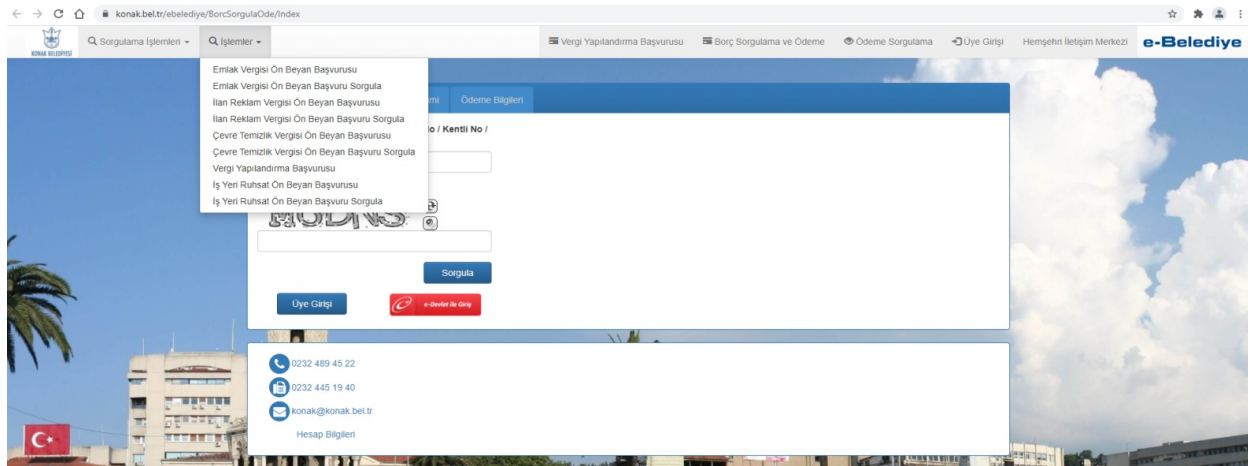 konak.bel.tr/ebelediye/BorcSorgulaOde/Index
KONAK BELEDİYESİ
Sorgulama İşlemleri
İşlemler
Vergi Yapılandırma Başvurusu
Borç Sorgulama ve Ödeme
Ödeme Sorgulama
Üye Girişi
Hemşehri İletişim Merkezi
e-Belediye
Emlak Vergisi Ön Beyan Başvurusu
Emlak Vergisi Ön Beyan Başvuru Sorgula
İlan Reklam Vergisi Ön Beyan Başvurusu
İlan Reklam Vergisi Ön Beyan Başvuru Sorgula
Çevre Temizlik Vergisi Ön Beyan Başvurusu
Çevre Temizlik Vergisi Ön Beyan Başvuru Sorgula
Vergi Yapılandırma Başvurusu
İş Yeri Ruhsat Ön Beyan Başvurusu
İş Yeri Ruhsat Ön Beyan Başvuru Sorgula
imi
Ödeme Bilgileri
lo / Kentli No /
Sorgula
Üye Girişi
e-Devlet ile Giriş
0232 489 45 22
0232 445 19 40
konak@konak.bel.tr
Hesap Bilgileri